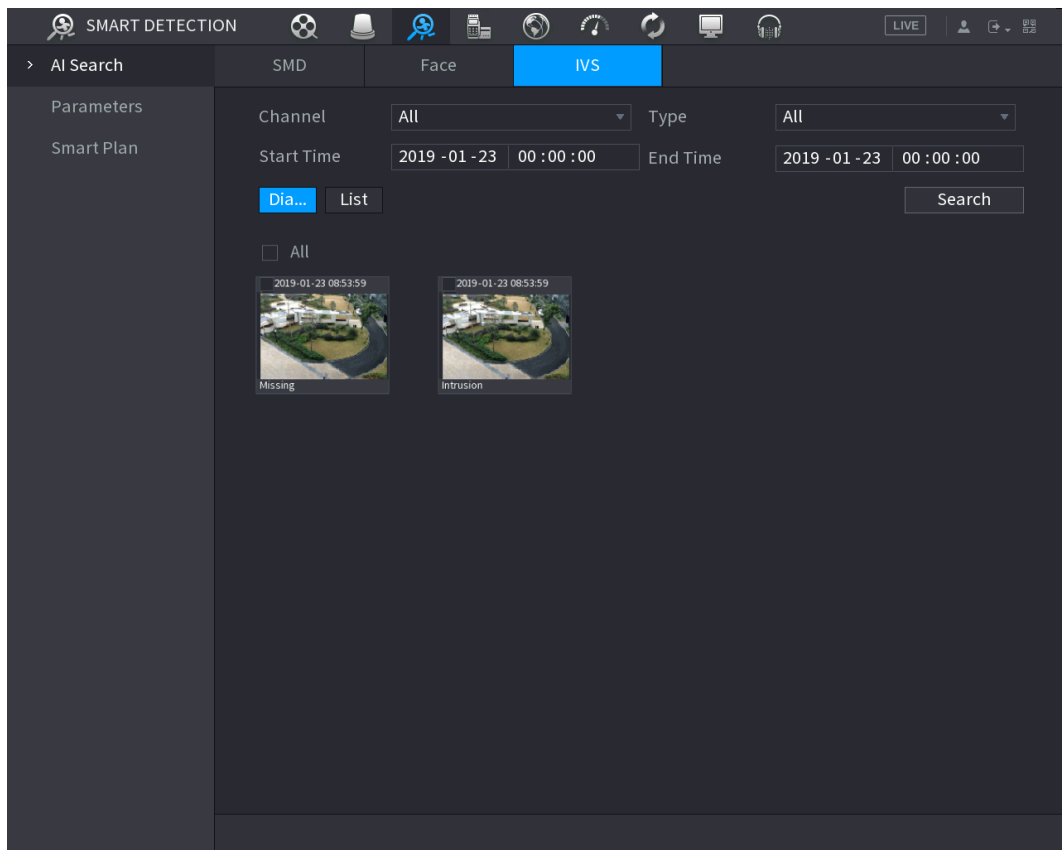 SMART DETECTION LIVE
AI Search SMD Face IVS
Parameters
Channel All Type All
Smart Plan
Start Time 2019 -01 -23 00 : 00 : 00 End Time 2019 -01 -23 00 : 00 : 00
Dia... List Search
All
2019-01-23 08:53:59 2019-01-23 08:53:59
Missing Intrusion